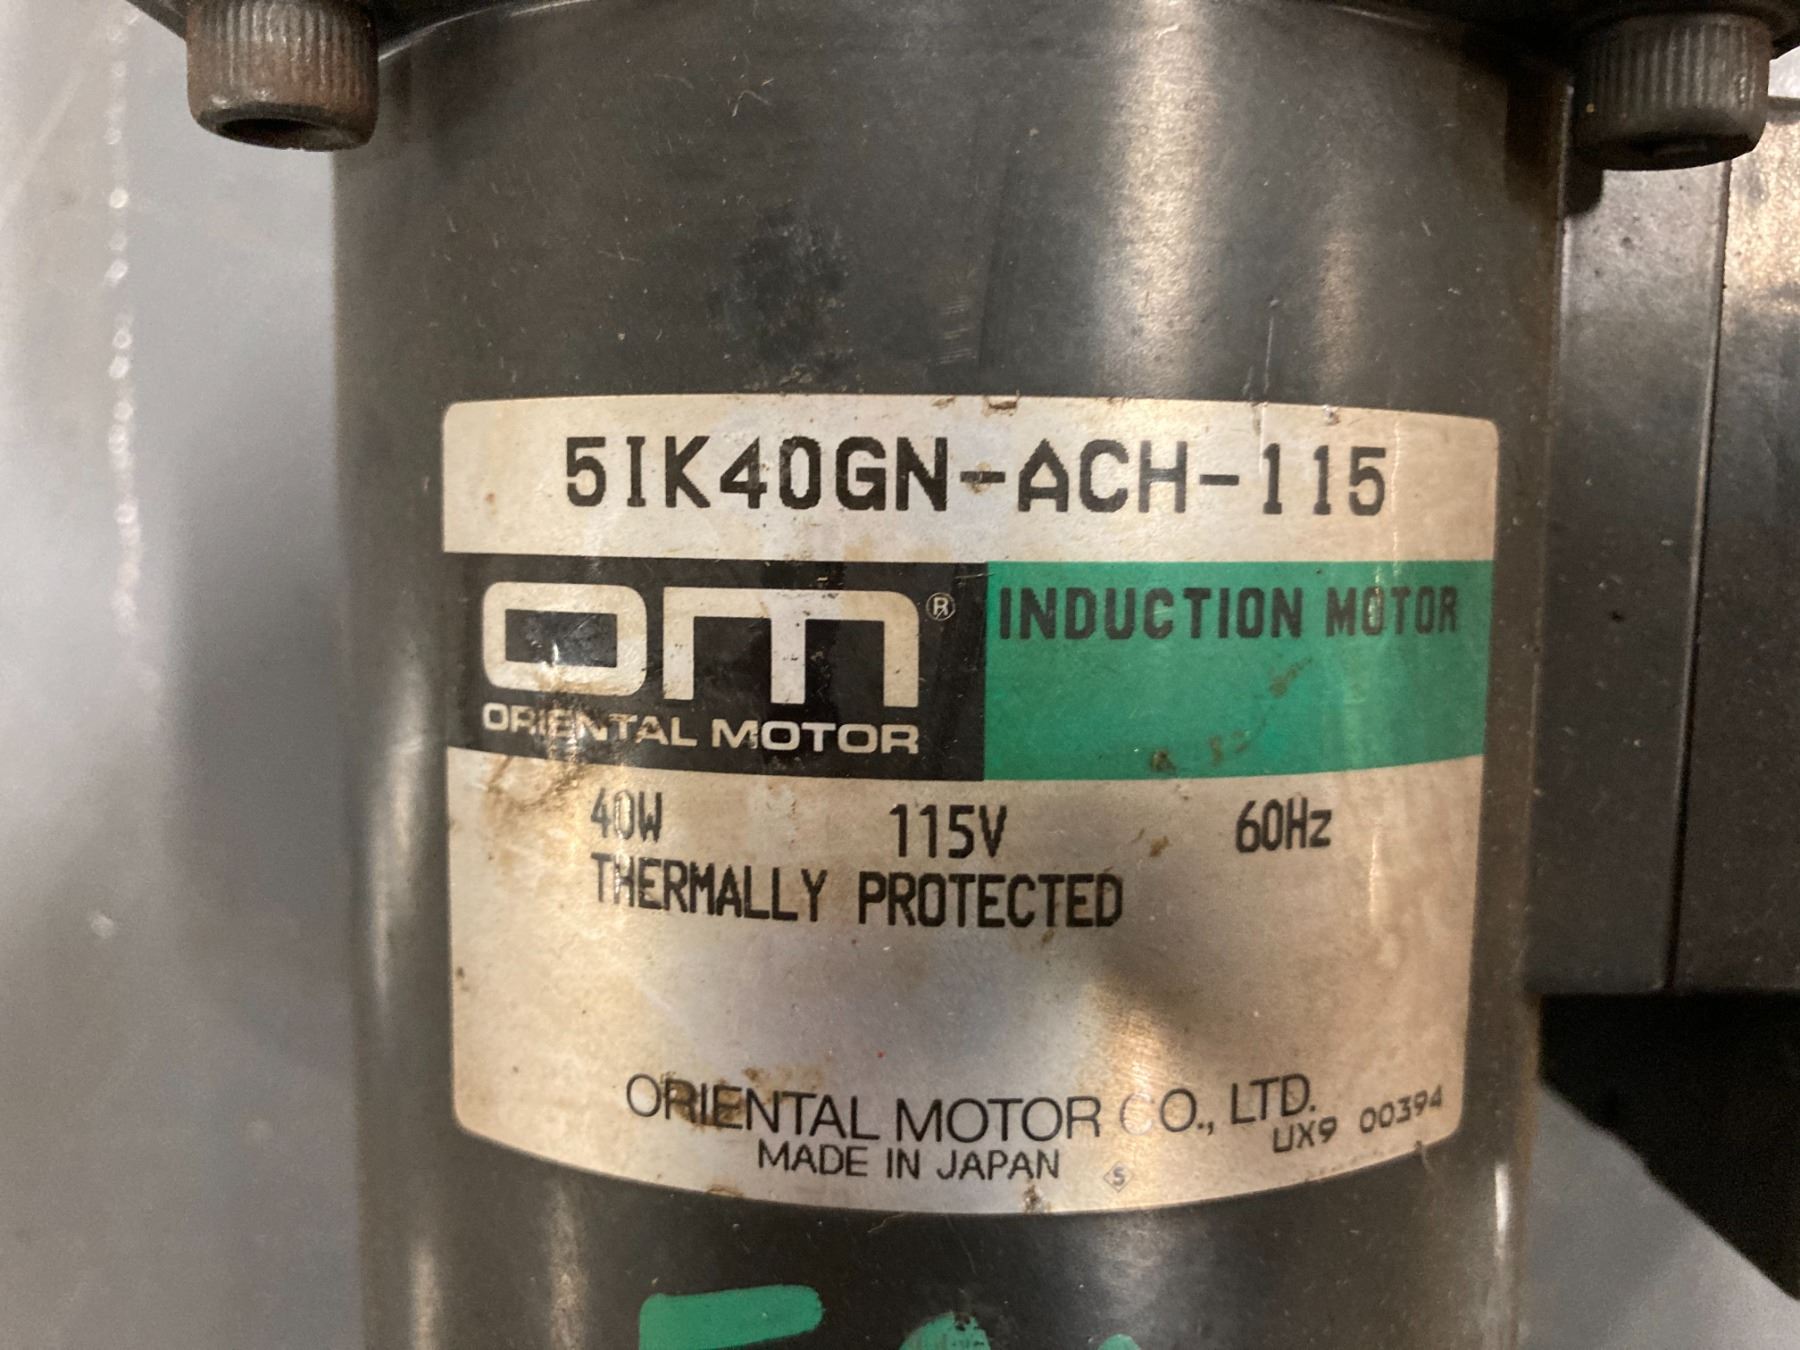 5IK40GN-ACH-115
om®
ORIENTAL MOTOR
INDUCTION MOTOR
40W 115V 60Hz
THERMALLY PROTECTED
ORIENTAL MOTOR CO., LTD.
MADE IN JAPAN S UX9 00394